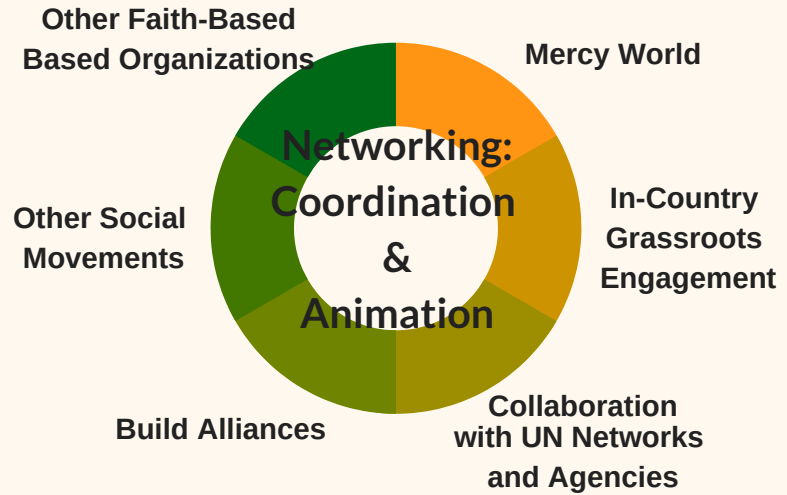 Other Faith-Based
Based Organizations
Mercy World
Networking:
Coordination
&
Animation
Other Social
Movements
In-Country
Grassroots
Engagement
Build Alliances
Collaboration
with UN Networks
and Agencies